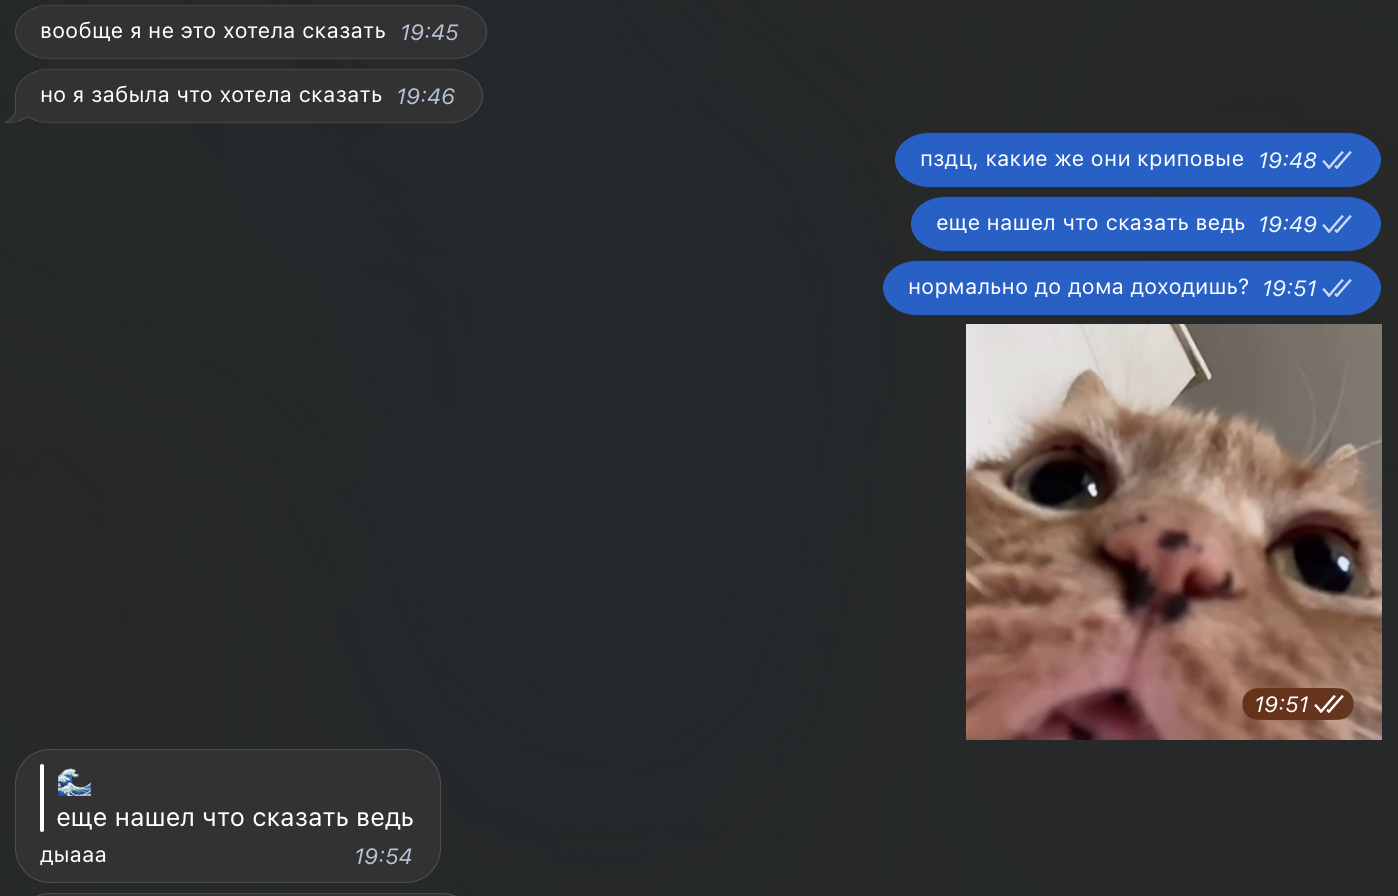 вообще я не это хотела сказать 19:45
но я забыла что хотела сказать 19:46
пздц, какие же они криповые 19:48
еще нашел что сказать ведь 19:49
нормально до дома доходишь? 19:51
19:51
🌊
еще нашел что сказать ведь
дыааа 19:54